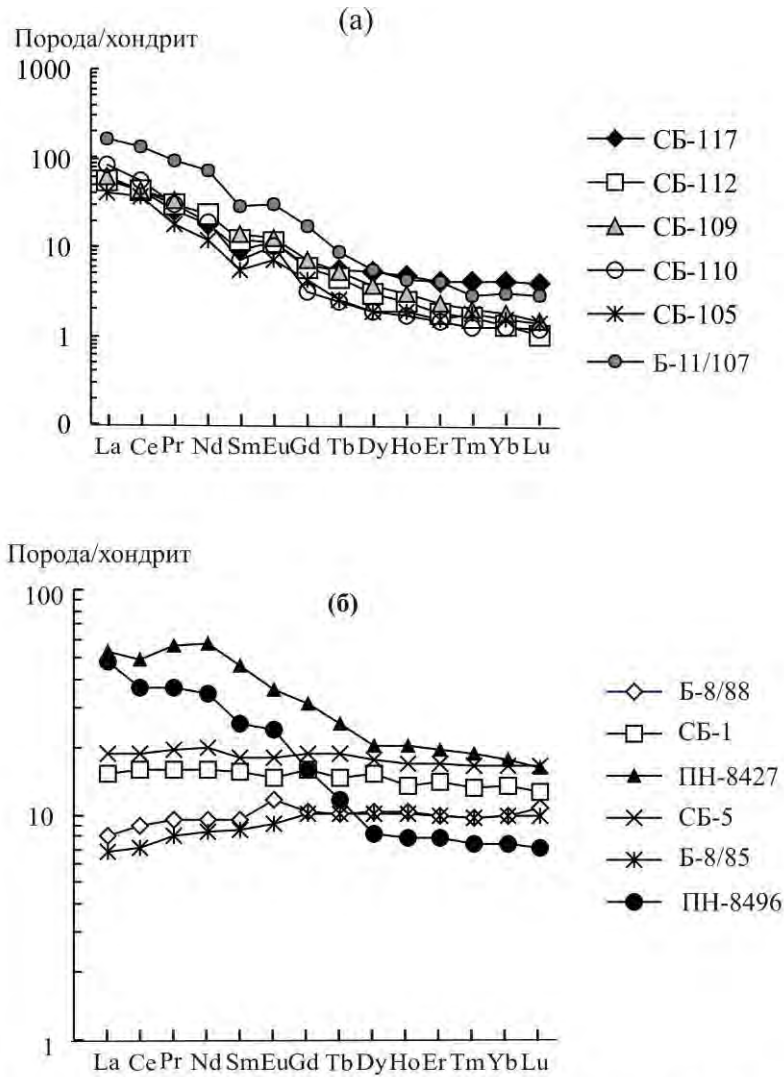 (а)
Порода/хондрит
1000
100
10
1
0
La Ce Pr Nd Sm Eu Gd Tb Dy Ho Er Tm Yb Lu
СБ-117
СБ-112
СБ-109
СБ-110
СБ-105
Б-11/107
Порода/хондрит
(б)
100
10
1
La Ce Pr Nd Sm Eu Gd Tb Dy Ho Er Tm Yb Lu
Б-8/88
СБ-1
ПН-8427
СБ-5
Б-8/85
ПН-8496